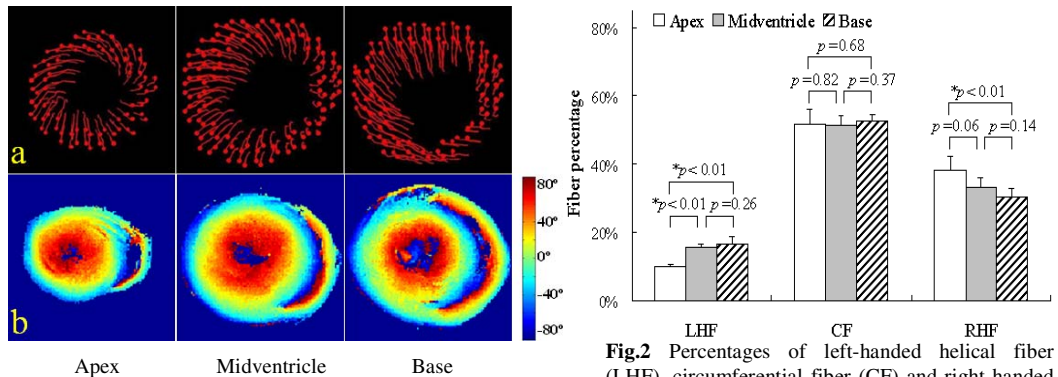 a
b
80°
40°
0°
-40°
-80°
Apex Midventricle Base
Apex Midventricle Base
Fiber percentage
80%
60%
40%
20%
0%
*p<0.01
*p<0.01 p=0.26
p=0.68
p=0.82 p=0.37
*p<0.01
p=0.06 p=0.14
LHF CF RHF
Fig.2 Percentages of left-handed helical fiber
(LHF), circumferential fiber (CF) and right-handed